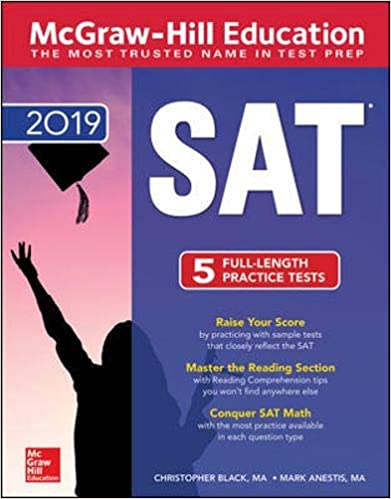 McGraw-Hill Education
THE MOST TRUSTED NAME IN TEST PREP
2019
SAT®
5 FULL-LENGTH
PRACTICE TESTS
Raise Your Score
by practicing with sample tests
that closely reflect the SAT
Master the Reading Section
with Reading Comprehension tips
you won't find anywhere else
Conquer SAT Math
with the most practice available
in each question type
Mc
Graw
Hill
Education
CHRISTOPHER BLACK, MA • MARK ANESTIS, MA